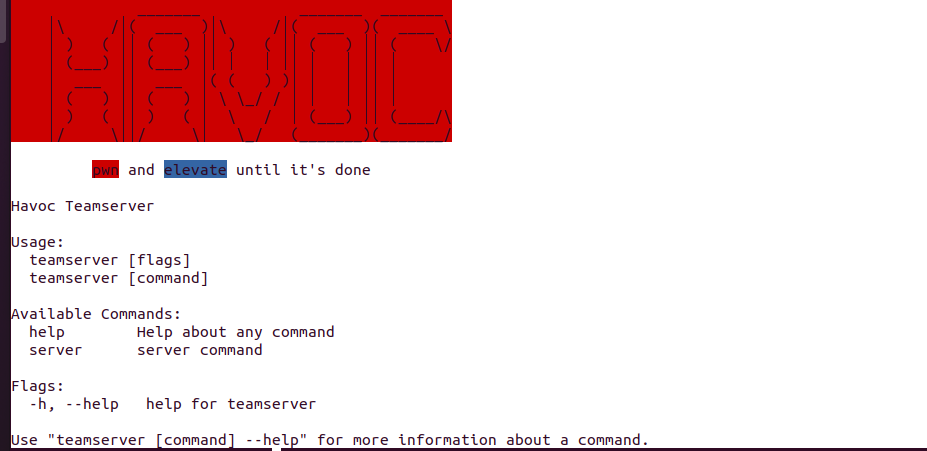 HAVOC
pwn and elevate until it's done
Havoc Teamserver
Usage:
teamserver [flags]
teamserver [command]
Available Commands:
help Help about any command
server server command
Flags:
-h, --help help for teamserver
Use "teamserver [command] --help" for more information about a command.